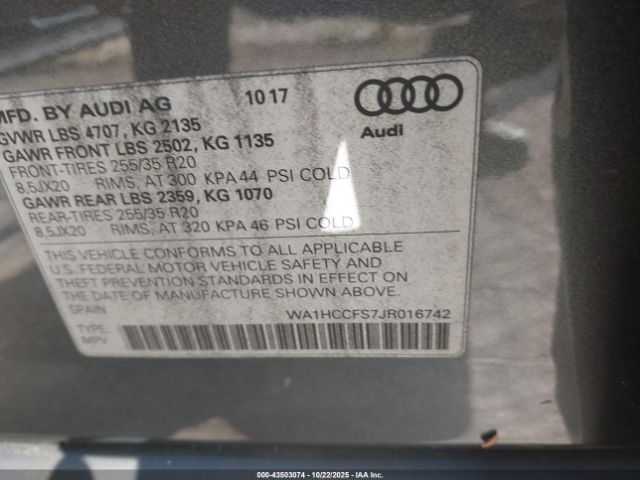 MFD. BY AUDI AG 10 17
GVWR LBS 4707, KG 2135
GAWR FRONT LBS 2502, KG 1135
FRONT-TIRES 255/35 R20
8.5JX20 RIMS, AT 300 KPA 44 PSI COLD
GAWR REAR LBS 2359, KG 1070
REAR-TIRES 255/35 R20
8.5JX20 RIMS, AT 320 KPA 46 PSI COLD
Audi
THIS VEHICLE CONFORMS TO ALL APPLICABLE
U.S. FEDERAL MOTOR VEHICLE SAFETY AND
THEFT PREVENTION STANDARDS IN EFFECT ON
THE DATE OF MANUFACTURE SHOWN ABOVE.
SPAIN WA1HCCFS7JR016742
TYPE:
MPV
000-43503074 - 10/22/2025 - IAA Inc.